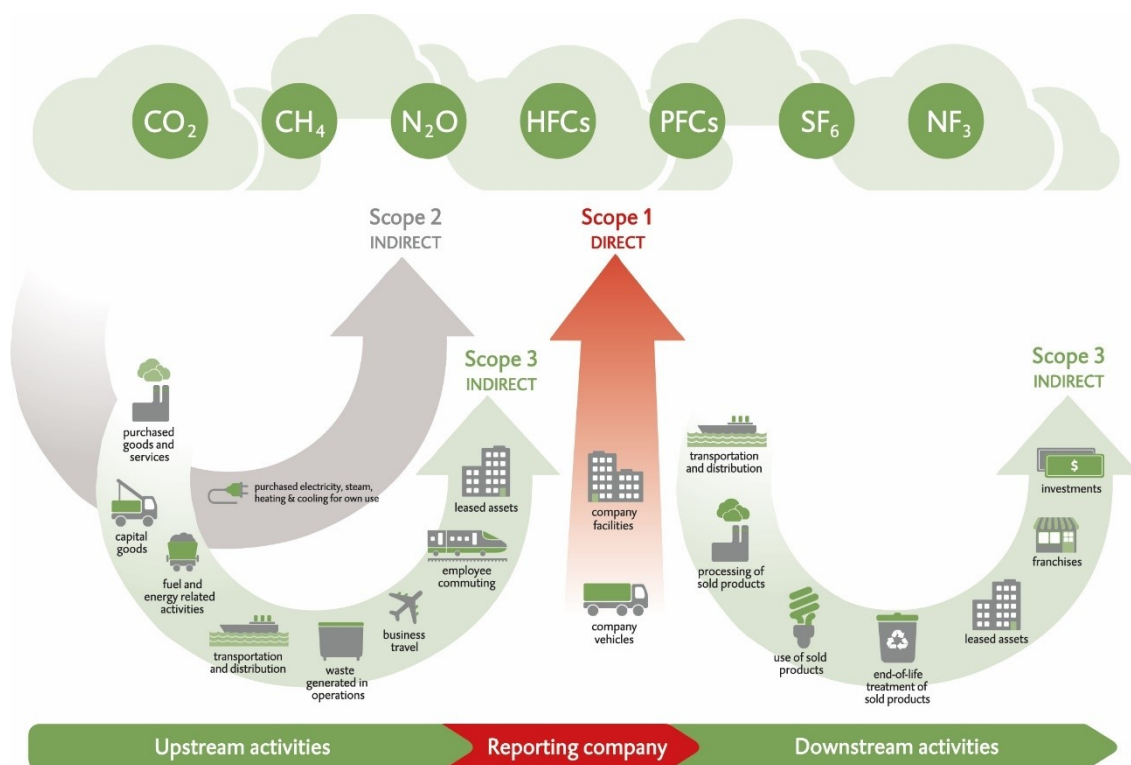 CO₂
CH₄
N₂O
HFCs
PFCs
SF₆
NF₃
Scope 2
INDIRECT
Scope 1
DIRECT
Scope 3
INDIRECT
Scope 3
INDIRECT
purchased
goods and
services
capital
goods
fuel and
energy related
activities
purchased electricity, steam,
heating & cooling for own use
transportation
and distribution
waste
generated in
operations
business
travel
employee
commuting
leased assets
company
facilities
company
vehicles
transportation
and distribution
processing of
sold products
use of sold
products
end-of-life
treatment of
sold products
leased assets
franchises
$
investments
Upstream activities
Reporting company
Downstream activities